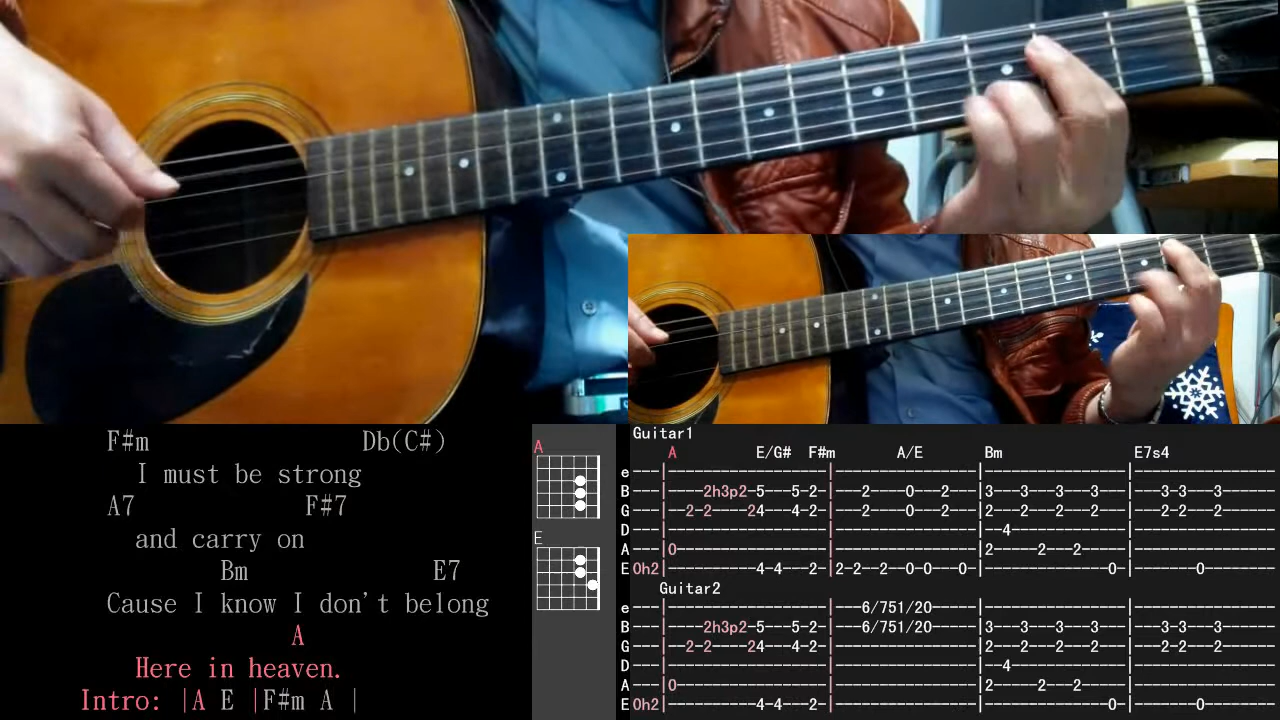 F#m Db(C#)
I must be strong
A7 F#7
and carry on
Bm E7
Cause I know I don't belong
A
Here in heaven.
Intro: |A E |F#m A |
A
E
Guitar1
A E/G# F#m A/E Bm E7s4
e---|----------------|----------------|----------------|----------------
B---|----2h3p2-5---5-2-|---2----0---2---|3---3---3---3---|---3-3---3------
G---|--2-2----24---4-2-|---2----0---2---|2---2---2---2---|---2-2---2------
D---|----------------|----------------|--4-------------|----------------
A---|0---------------|----------------|2-----2---2-----|----------------
E0h2|----------4-4---2-|2-2--2--0-0---0-|--------------0-|-------0--------
Guitar2
e---|----------------|---6/751/20-----|----------------|----------------
B---|----2h3p2-5---5-2-|---6/751/20-----|3---3---3---3---|---3-3---3------
G---|--2-2----24---4-2-|----------------|2---2---2---2---|---2-2---2------
D---|----------------|----------------|--4-------------|----------------
A---|0---------------|----------------|2-----2---2-----|----------------
E0h2|----------4-4---2-|----------------|--------------0-|-------0--------